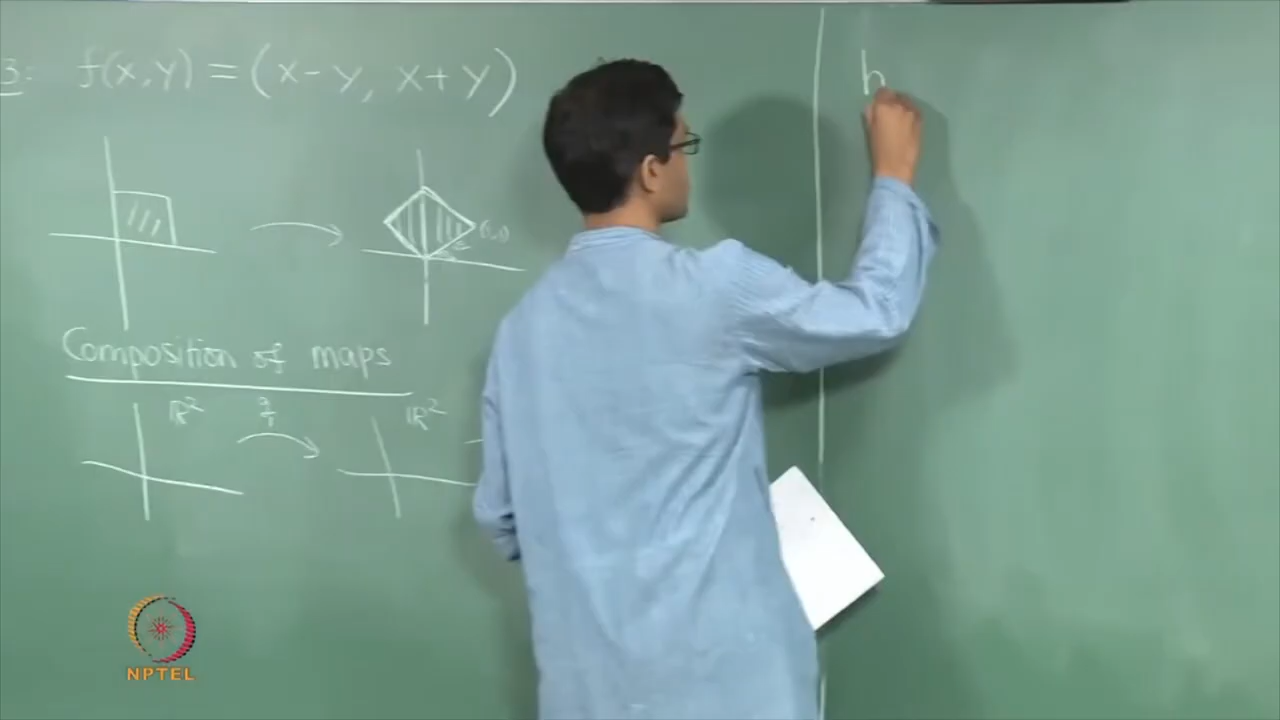 3: f(x,y) = (x-y, x+y)
Composition of maps
ℝ² g ℝ²
h
NPTEL